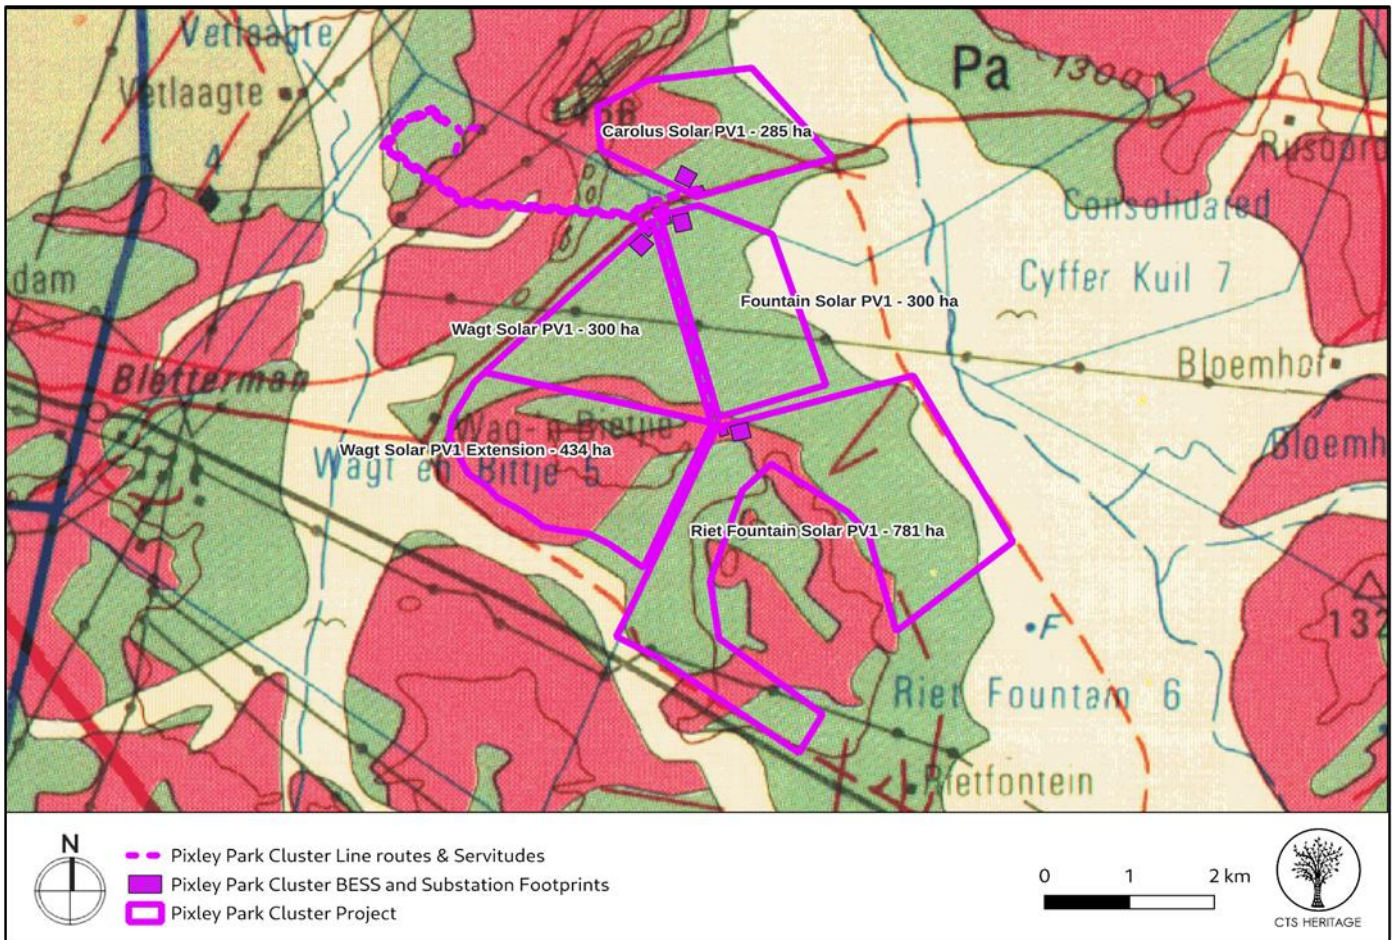 Vetlaagte
Vetlaagte
4
Pa
1300
1456
Carolus Solar PV1 - 285 ha
Consolidated
Cyffer Kuil 7
dam
Fountain Solar PV1 - 300 ha
Wagt Solar PV1 - 300 ha
Bloemhof
Bletterman
Wag-'n-Bietjie
Wagt Solar PV1 Extension - 434 ha
Wagt en Bittje 5
Bloemh
Riet Fountain Solar PV1 - 781 ha
F
132
Riet Fountain 6
Rietfontein
N
Pixley Park Cluster Line routes & Servitudes
Pixley Park Cluster BESS and Substation Footprints
Pixley Park Cluster Project
0 1 2 km
CTS HERITAGE